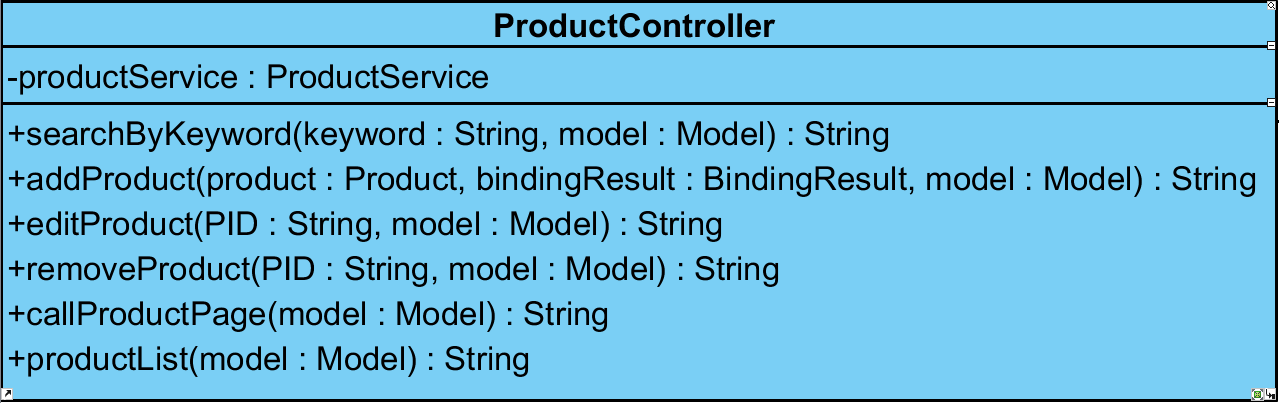 ProductController
-productService : ProductService
+searchByKeyword(keyword : String, model : Model) : String
+addProduct(product : Product, bindingResult : BindingResult, model : Model) : String
+editProduct(PID : String, model : Model) : String
+removeProduct(PID : String, model : Model) : String
+callProductPage(model : Model) : String
+productList(model : Model) : String